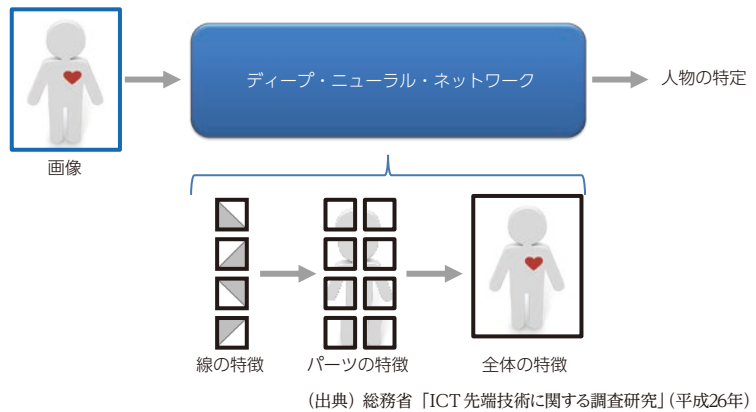 ディープ・ニューラル・ネットワーク
人物の特定
画像
線の特徴
パーツの特徴
全体の特徴
(出典)総務省「ICT先端技術に関する調査研究」(平成26年)